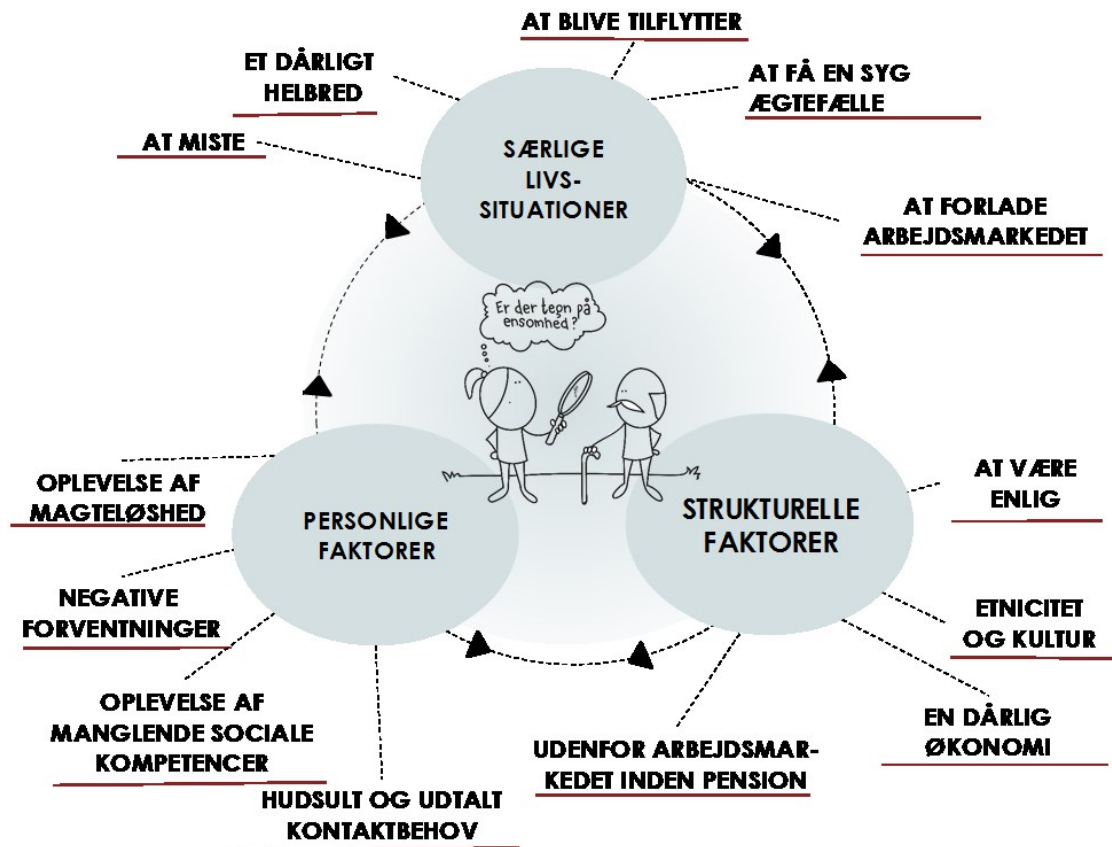 AT BLIVE TILFLYTTER
ET DÅRLIGT
HELBRED
AT FÅ EN SYG
ÆGTEFÆLLE
AT MISTE
SÆRLIGE
LIVS-
SITUATIONER
AT FORLADE
ARBEJDSMARKEDET
Er der tegn på
ensomhed?
OPLEVELSE AF
MAGTELØSHED
PERSONLIGE
FAKTORER
STRUKTURELLE
FAKTORER
AT VÆRE
ENLIG
NEGATIVE
FORVENTNINGER
ETNICITET
OG KULTUR
OPLEVELSE AF
MANGLENDE SOCIALE
KOMPETENCER
EN DÅRLIG
ØKONOMI
UDENFOR ARBEJDSMAR-
KEDET INDEN PENSION
HUDSULT OG UDTALT
KONTAKTBEHOV